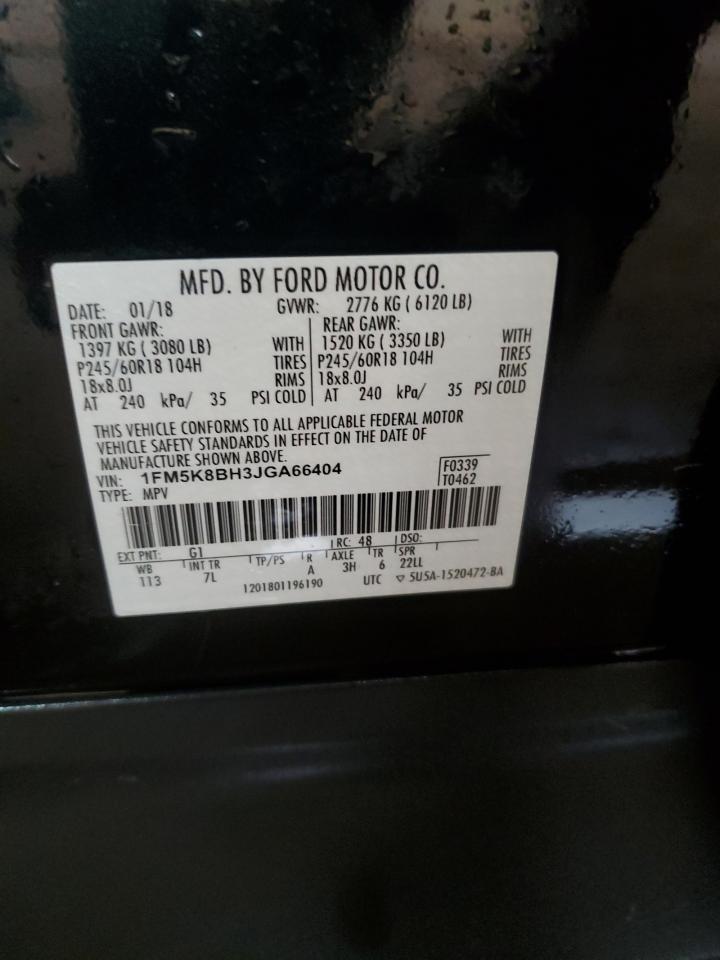 MFD. BY FORD MOTOR CO.
DATE: 01/18 GVWR: 2776 KG ( 6120 LB)
FRONT GAWR: REAR GAWR:
1397 KG ( 3080 LB) WITH 1520 KG ( 3350 LB) WITH
P245/60R18 104H TIRES P245/60R18 104H TIRES
18x8.0J RIMS 18x8.0J RIMS
AT 240 kPa/ 35 PSI COLD AT 240 kPa/ 35 PSI COLD
THIS VEHICLE CONFORMS TO ALL APPLICABLE FEDERAL MOTOR
VEHICLE SAFETY STANDARDS IN EFFECT ON THE DATE OF
MANUFACTURE SHOWN ABOVE.
VIN: 1FM5K8BH3JGA66404 F0339
TYPE: MPV T0462
EXT PNT: G1 RC: 48 DSO:
WB INT TR TP/PS R AXLE TR SPR
113 7L A 3H 6 22LL
1201801196190 UTC ▽ 5U5A-1520472-BA